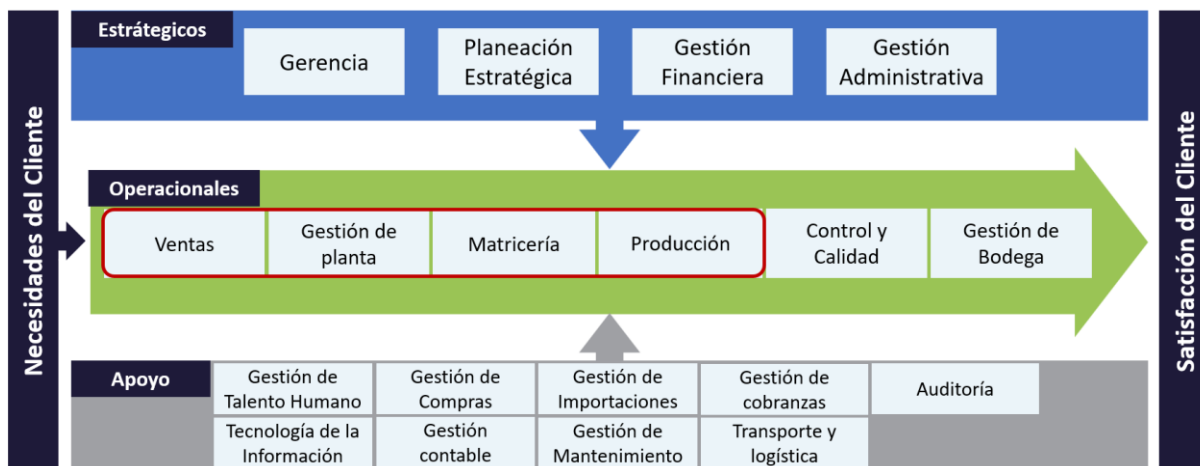 Necesidades del Cliente
Estrátegicos
Gerencia
Planeación
Estratégica
Gestión
Financiera
Gestión
Administrativa
Operacionales
Ventas
Gestión de
planta
Matricería
Producción
Control y
Calidad
Gestión de
Bodega
Apoyo
Gestión de
Talento Humano
Gestión de
Compras
Gestión de
Importaciones
Gestión de
cobranzas
Auditoría
Tecnología de la
Información
Gestión
contable
Gestión de
Mantenimiento
Transporte y
logística
Satisfacción del Cliente